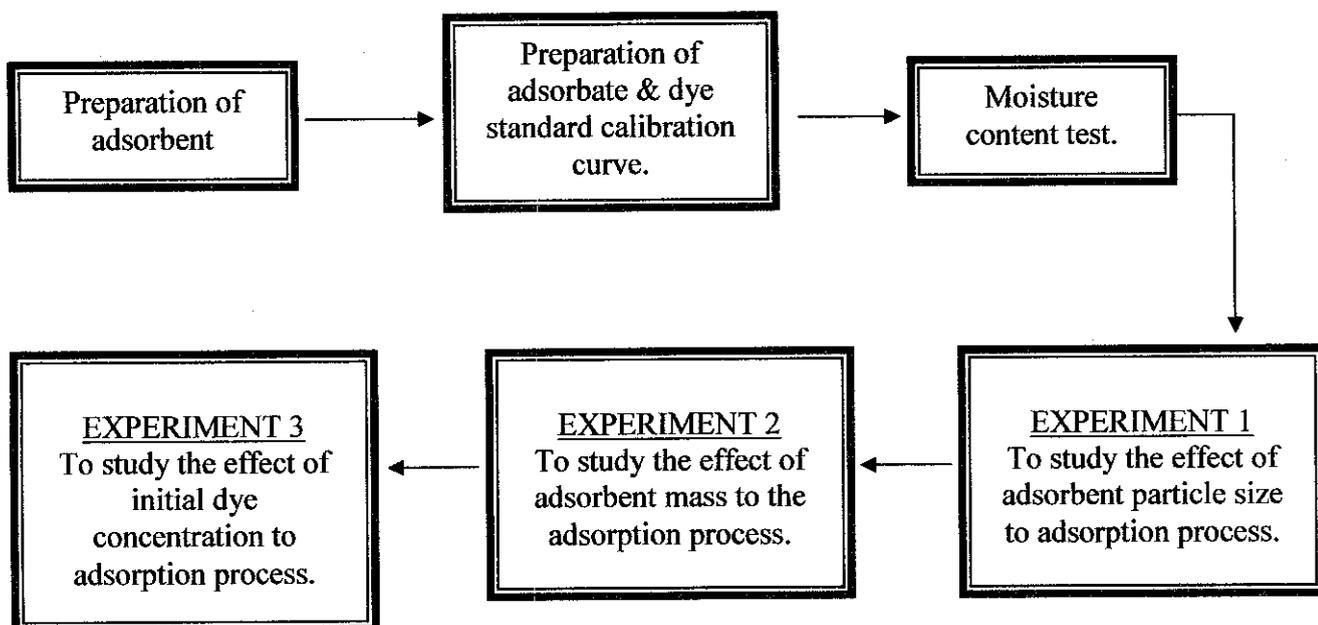 Preparation of
adsorbent
Preparation of
adsorbate & dye
standard calibration
curve.
Moisture
content test.
EXPERIMENT 1
To study the effect of
adsorbent particle size
to adsorption process.
EXPERIMENT 2
To study the effect of
adsorbent mass to the
adsorption process.
EXPERIMENT 3
To study the effect of
initial dye
concentration to
adsorption process.